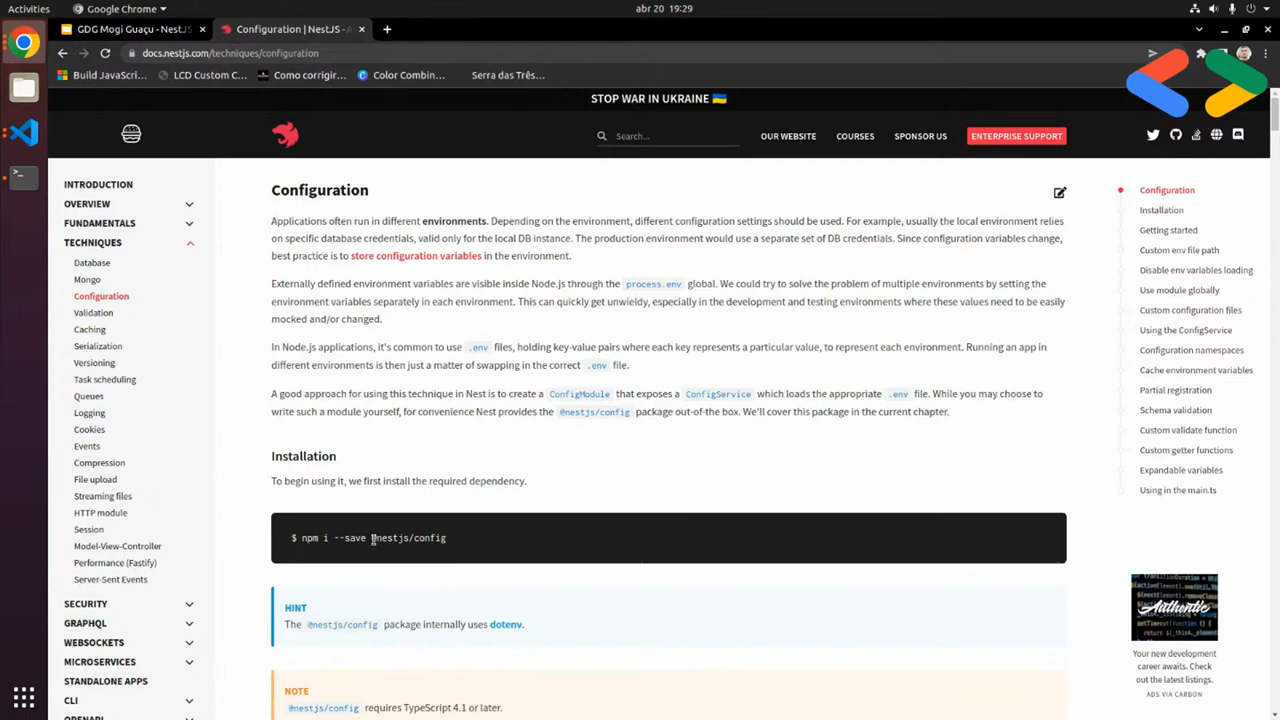 Activities
Google Chrome
abr 20 19:29
GDG Mogi Guaçu - NestJS
Configuration | NestJS - A
docs.nestjs.com/techniques/configuration
Build JavaScri...
LCD Custom C...
Como corrigir...
Color Combin...
Serra das Três...
STOP WAR IN UKRAINE 🇺🇦
Search...
OUR WEBSITE
COURSES
SPONSOR US
ENTERPRISE SUPPORT
INTRODUCTION
OVERVIEW
FUNDAMENTALS
TECHNIQUES
Database
Mongo
Configuration
Validation
Caching
Serialization
Versioning
Task scheduling
Queues
Logging
Cookies
Events
Compression
File upload
Streaming files
HTTP module
Session
Model-View-Controller
Performance (Fastify)
Server-Sent Events
SECURITY
GRAPHQL
WEBSOCKETS
MICROSERVICES
STANDALONE APPS
CLI
OPENAPI
Configuration
Applications often run in different environments. Depending on the environment, different configuration settings should be used. For example, usually the local environment relies
on specific database credentials, valid only for the local DB instance. The production environment would use a separate set of DB credentials. Since configuration variables change,
best practice is to store configuration variables in the environment.
Externally defined environment variables are visible inside Node.js through the process.env global. We could try to solve the problem of multiple environments by setting the
environment variables separately in each environment. This can quickly get unwieldy, especially in the development and testing environments where these values need to be easily
mocked and/or changed.
In Node.js applications, it's common to use .env files, holding key-value pairs where each key represents a particular value, to represent each environment. Running an app in
different environments is then just a matter of swapping in the correct .env file.
A good approach for using this technique in Nest is to create a ConfigModule that exposes a ConfigService which loads the appropriate .env file. While you may choose to
write such a module yourself, for convenience Nest provides the @nestjs/config package out-of-the box. We'll cover this package in the current chapter.
Installation
To begin using it, we first install the required dependency.
$ npm i --save @nestjs/config
HINT
The @nestjs/config package internally uses dotenv.
NOTE
@nestjs/config requires TypeScript 4.1 or later.
Configuration
Installation
Getting started
Custom env file path
Disable env variables loading
Use module globally
Custom configuration files
Using the ConfigService
Configuration namespaces
Cache environment variables
Partial registration
Schema validation
Custom validate function
Custom getter functions
Expandable variables
Using in the main.ts
Authentic
Your new development
career awaits. Check
out the latest listings.
ADS VIA CARBON